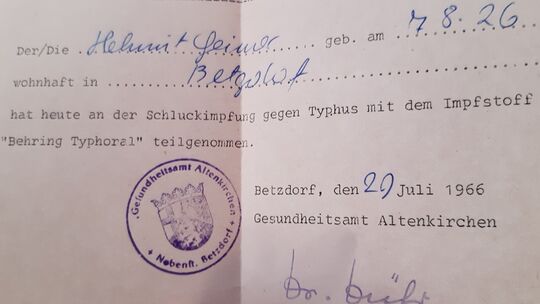 Der/Die Helmut Geimer geb. am 7.8.26
wohnhaft in Betzdorf
hat heute an der Schluckimpfung gegen Typhus mit dem Impfstoff
"Behring Typhoral" teilgenommen.
Gesundheitsamt Altenkirchen
+ Nebenst. Betzdorf +
Betzdorf, den 29 Juli 1966
Gesundheitsamt Altenkirchen
Dr.